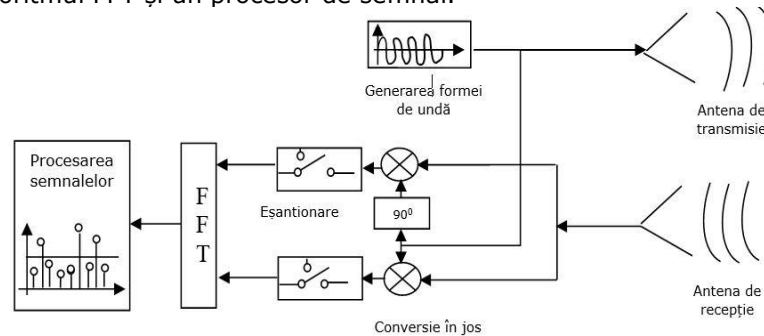 oritmul FFT și un procesor de semnal.
Generarea formei
de undă
Antena de
transmisie
Procesarea
semnalelor
F
F
T
Eșantionare
90⁰
Antena de
recepție
Conversie în jos